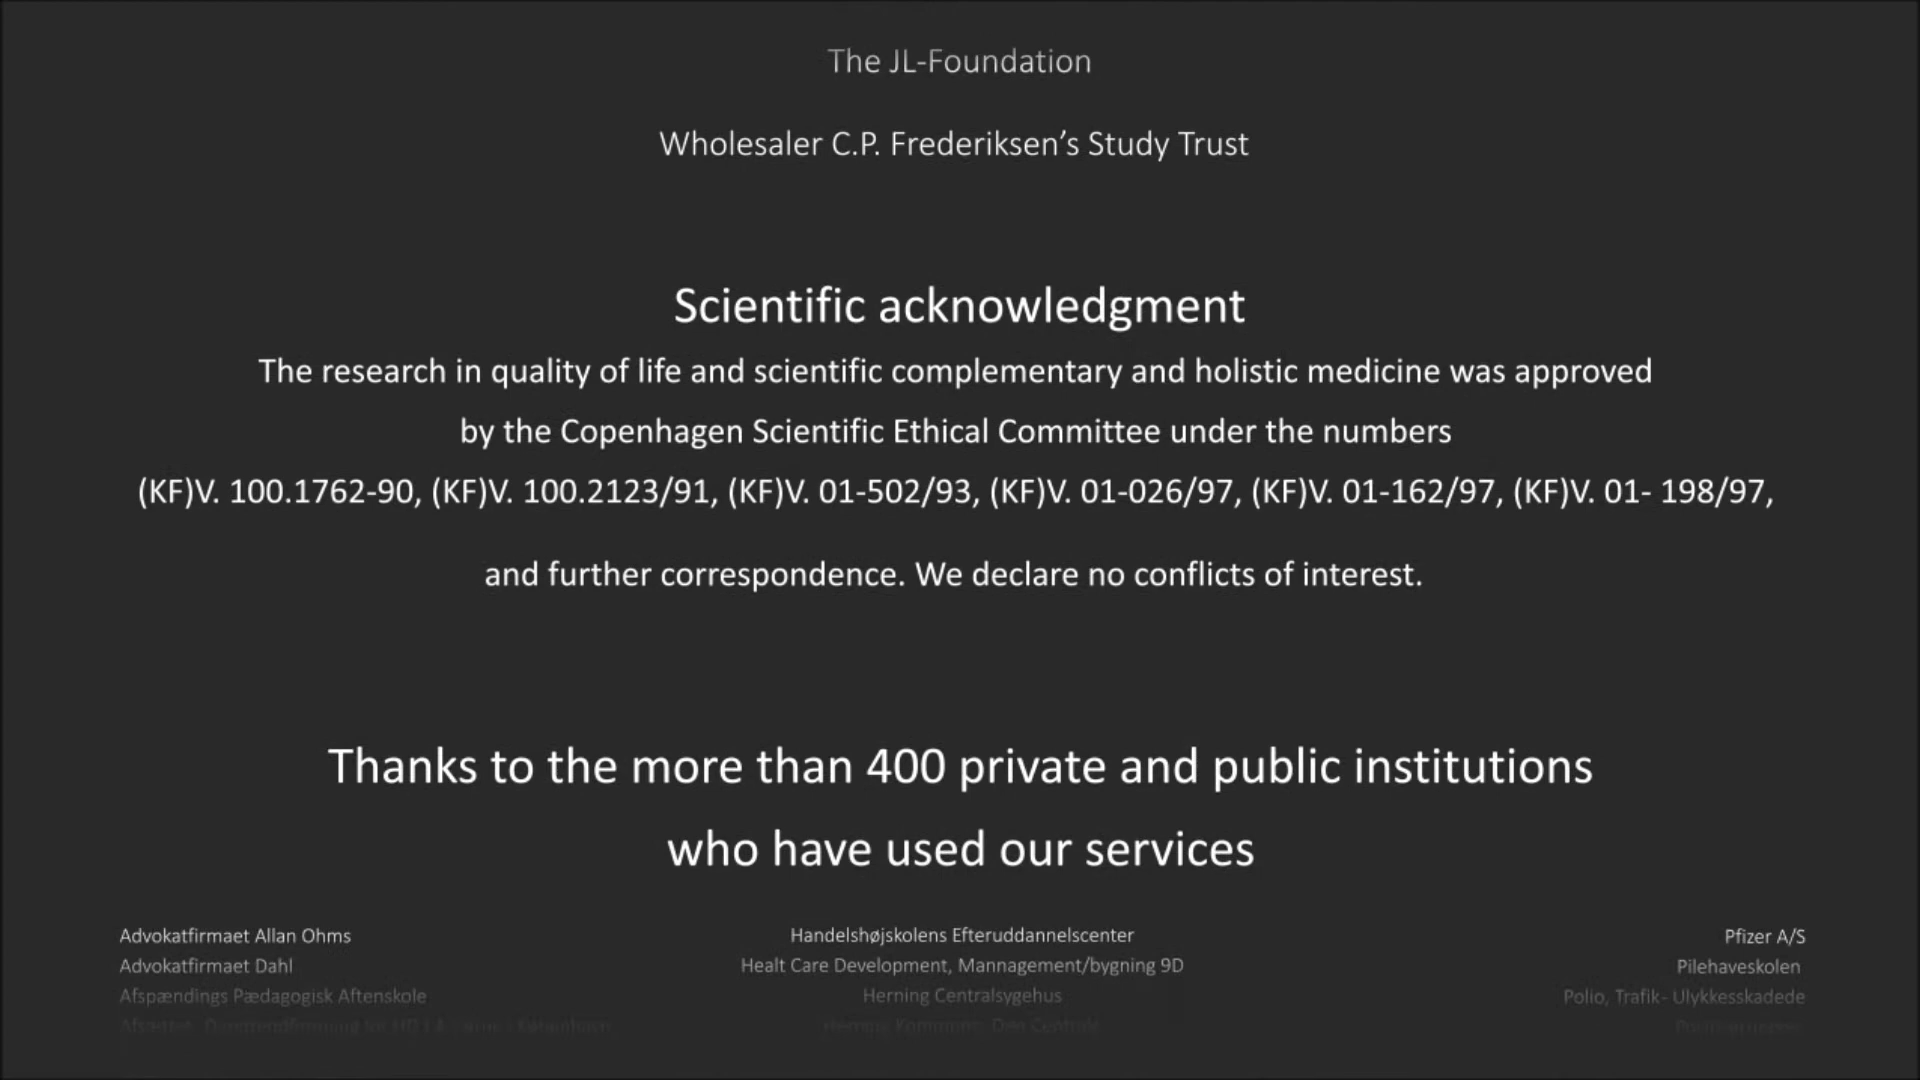 The JL-Foundation
Wholesaler C.P. Frederiksen’s Study Trust
Scientific acknowledgment
The research in quality of life and scientific complementary and holistic medicine was approved
by the Copenhagen Scientific Ethical Committee under the numbers
(KF)V. 100.1762-90, (KF)V. 100.2123/91, (KF)V. 01-502/93, (KF)V. 01-026/97, (KF)V. 01-162/97, (KF)V. 01- 198/97,
and further correspondence. We declare no conflicts of interest.
Thanks to the more than 400 private and public institutions
who have used our services
Advokatfirmaet Allan Ohms
Advokatfirmaet Dahl
Afspændings Pædagogisk Aftenskole
Handelshøjskolens Efteruddannelscenter
Healt Care Development, Mannagement/bygning 9D
Herning Centralsygehus
Pfizer A/S
Pilehaveskolen
Polio, Trafik- Ulykkesskadede